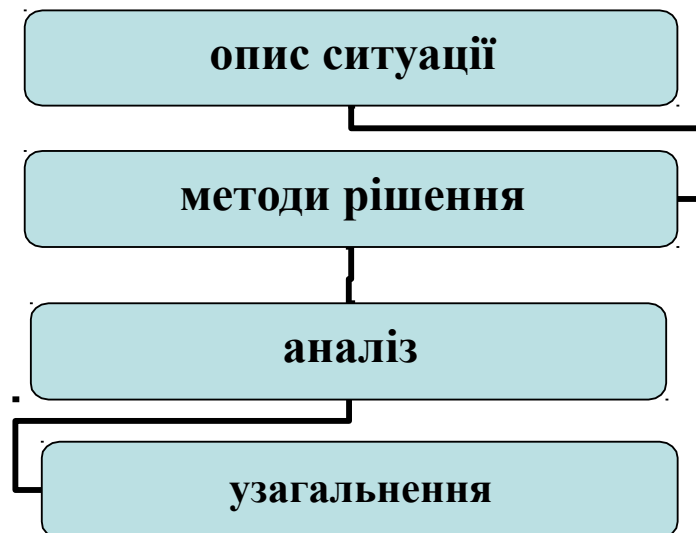 опис ситуації
методи рішення
аналіз
узагальнення